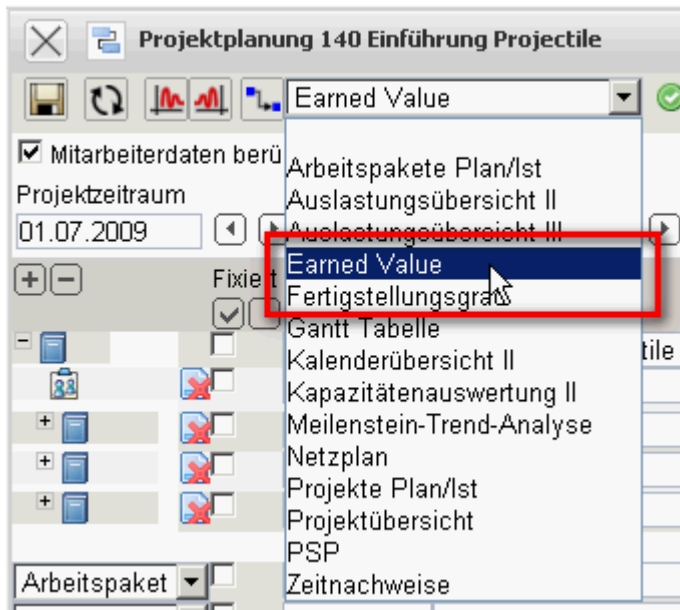 Projektplanung 140 Einführung Projectile
Earned Value
Mitarbeiterdaten berü
Projektzeitraum
01.07.2009
Fixiert
Arbeitspakete Plan/Ist
Auslastungsübersicht II
Auslastungsübersicht III
Earned Value
Fertigstellungsgrad
Gantt Tabelle
Kalenderübersicht II
Kapazitätenauswertung II
Meilenstein-Trend-Analyse
Netzplan
Projekte Plan/Ist
Projektübersicht
PSP
Zeitnachweise
tile
Arbeitspaket